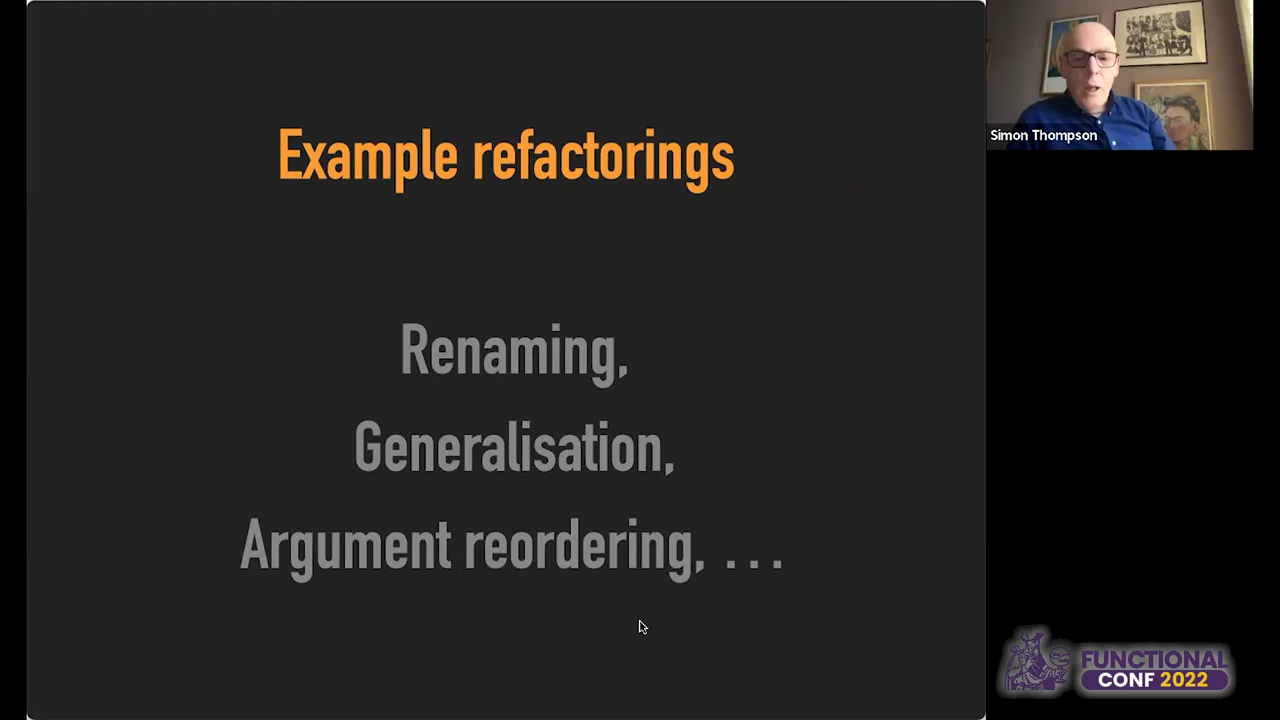 Example refactorings
Renaming,
Generalisation,
Argument reordering, ...
Simon Thompson
FUNCTIONAL
CONF 2022